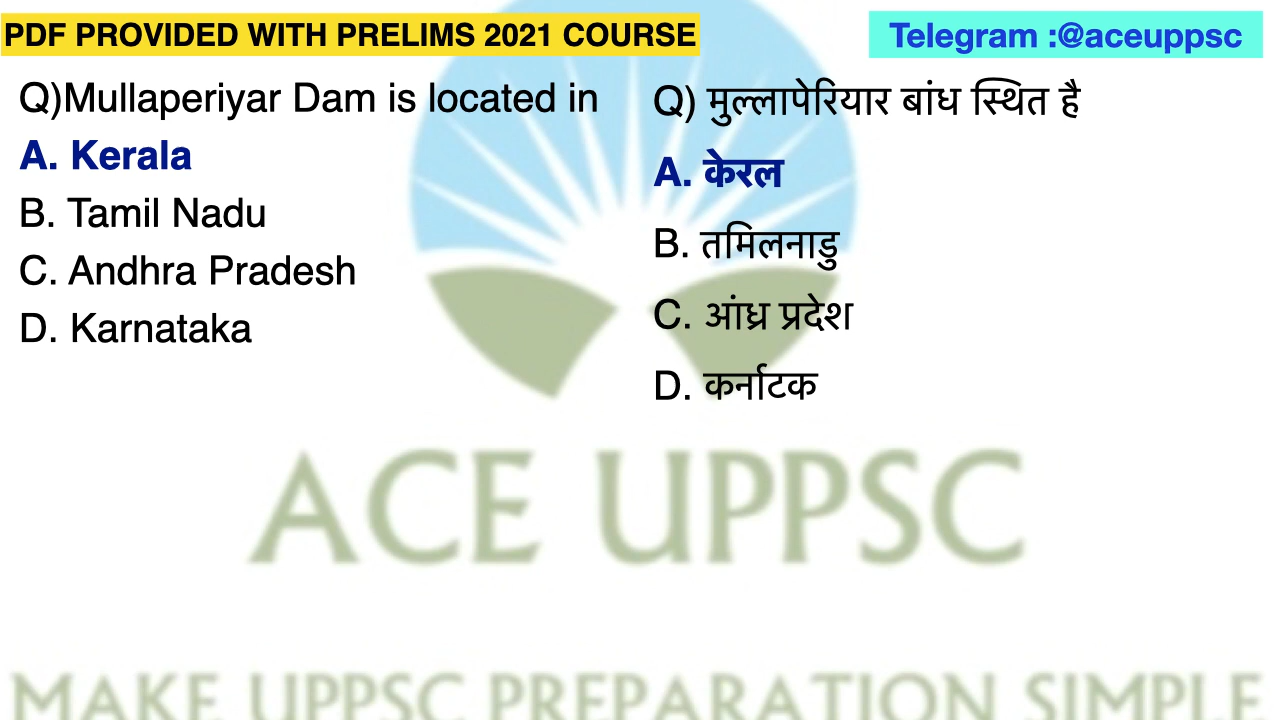 PDF PROVIDED WITH PRELIMS 2021 COURSE
Telegram :@aceuppsc
Q)Mullaperiyar Dam is located in
A. Kerala
B. Tamil Nadu
C. Andhra Pradesh
D. Karnataka
Q) मुल्लापेरियार बांध स्थित है
A. केरल
B. तमिलनाडु
C. आंध्र प्रदेश
D. कर्नाटक
ACE UPPSC
MAKE UPPSC PREPARATION SIMPLE